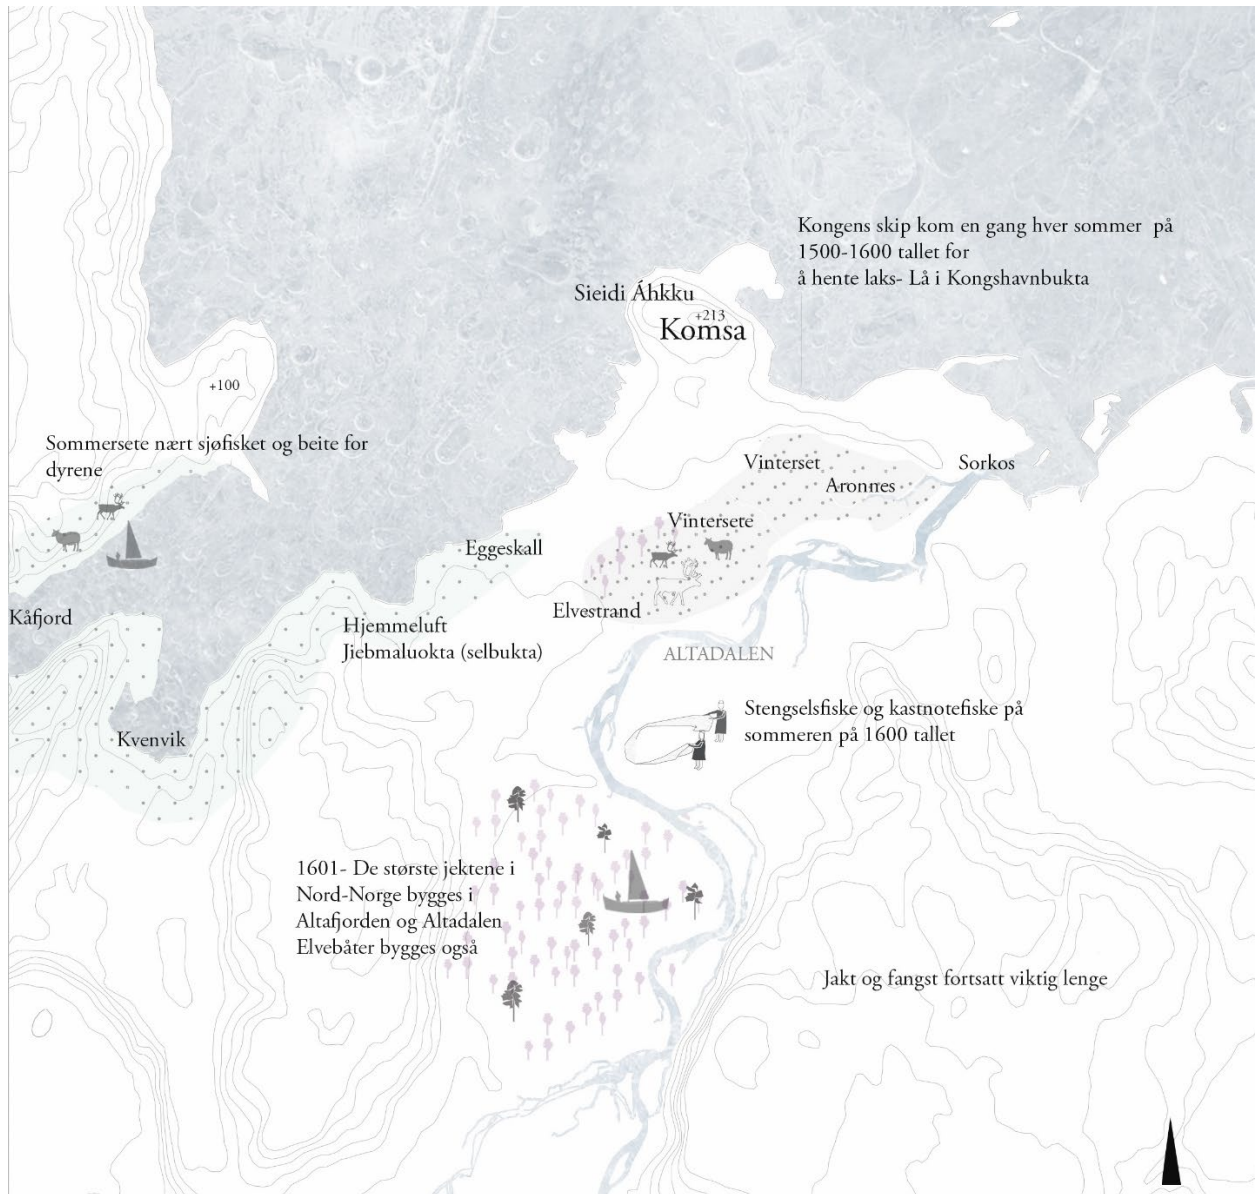 Kongens skip kom en gang hver sommer på
1500-1600 tallet for
å hente laks- Lå i Kongshavnbukta
Sieidi Áhkku
+213
Komsa
+100
Sommersete nært sjøfisket og beite for
dyrene
Vinterset
Sorkos
Aronnes
Vintersete
Eggeskall
Elvestrand
Kåfjord
Hjemmeluft
Jiebmaluokta (selbukta)
ALTADALEN
Stengselsfiske og kastnotefiske på
sommeren på 1600 tallet
Kvenvik
1601- De største jektene i
Nord-Norge bygges i
Altafjorden og Altadalen
Elvebåter bygges også
Jakt og fangst fortsatt viktig lenge